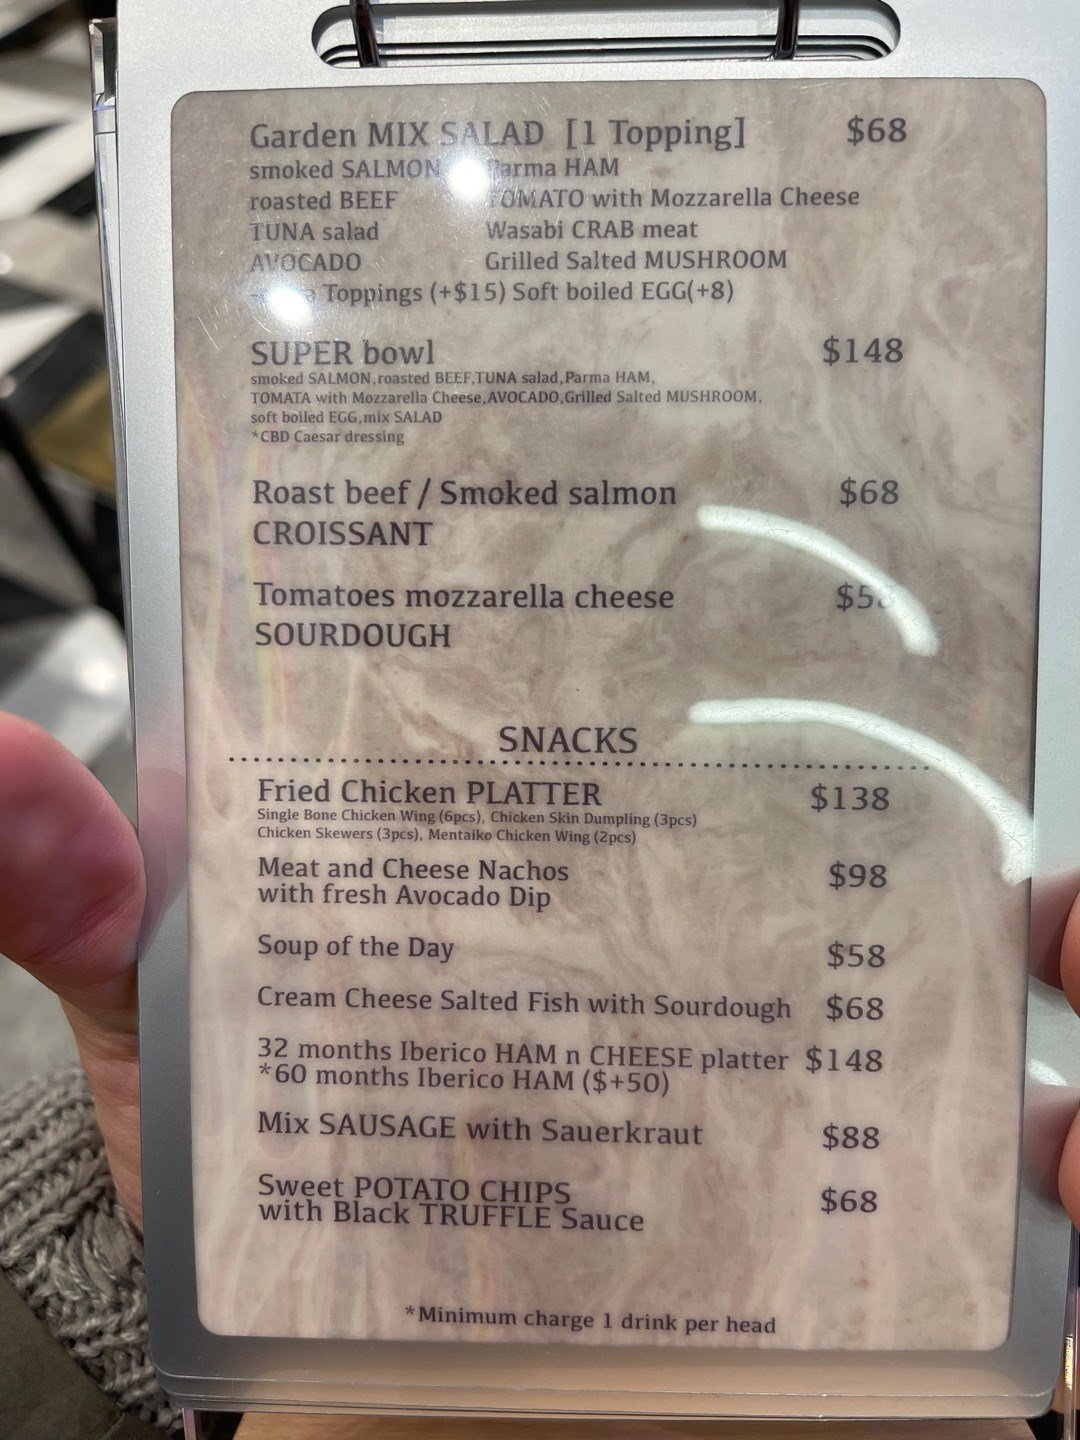 Garden MIX SALAD [1 Topping] $68
smoked SALMON Parma HAM
roasted BEEF TOMATO with Mozzarella Cheese
TUNA salad Wasabi CRAB meat
AVOCADO Grilled Salted MUSHROOM
Toppings (+$15) Soft boiled EGG(+8)
SUPER bowl $148
smoked SALMON,roasted BEEF,TUNA salad,Parma HAM,
TOMATA with Mozzarella Cheese,AVOCADO,Grilled Salted MUSHROOM,
soft boiled EGG,mix SALAD
*CBD Caesar dressing
Roast beef / Smoked salmon $68
CROISSANT
Tomatoes mozzarella cheese
SOURDOUGH
SNACKS
Fried Chicken PLATTER $138
Single Bone Chicken Wing (6pcs), Chicken Skin Dumpling (3pcs)
Chicken Skewers (3pcs), Mentaiko Chicken Wing (2pcs)
Meat and Cheese Nachos $98
with fresh Avocado Dip
Soup of the Day $58
Cream Cheese Salted Fish with Sourdough $68
32 months Iberico HAM n CHEESE platter $148
*60 months Iberico HAM ($+50)
Mix SAUSAGE with Sauerkraut $88
Sweet POTATO CHIPS $68
with Black TRUFFLE Sauce
*Minimum charge 1 drink per head